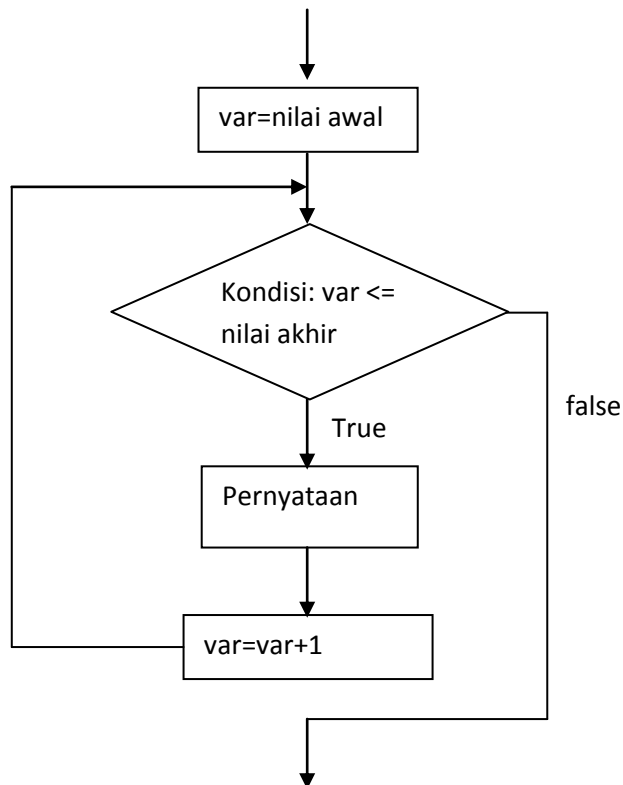 var=nilai awal
Kondisi: var <=
nilai akhir
True
false
Pernyataan
var=var+1